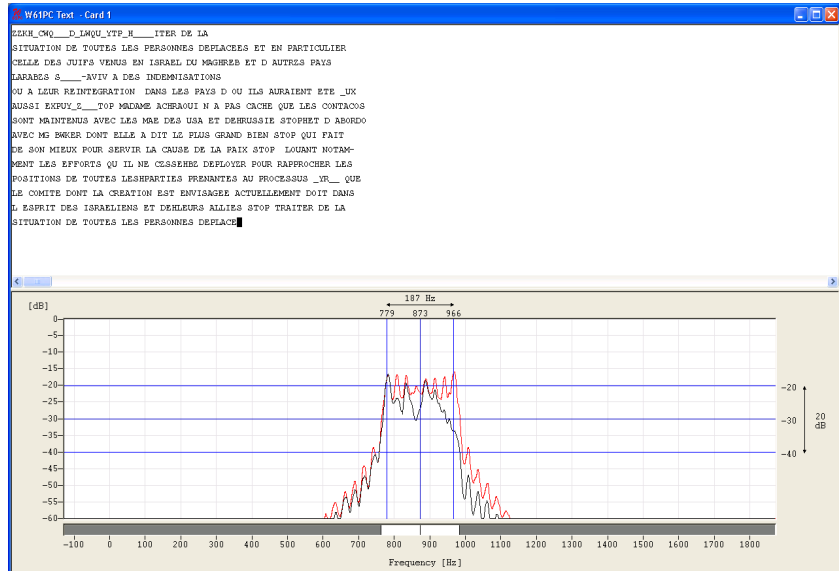 W61PC Text - Card 1
ZZKH_CWQ___D_LWQU_YTP_H____ITER DE LA
SITUATION DE TOUTES LES PERSONNES DEPLACEES ET EN PARTICULIER
CELLE DES JUIFS VENUS EN ISRAEL DU MAGHREB ET D AUTRZS PAYS
LARABZS S____-AVIV A DES INDEMNISATIONS
OU A LZUR REINTEGRATION  DANS LES PAYS D OU ILS AURAIENT ETE _UX
AUSSI EXPUY_Z___TOP MADAME ACHRAOUI N A PAS CACHE QUE LES CONTACOS
SONT MAINTENUS AVEC LES MAE DES USA ET DEHRUSSIE STOPHET D ABORDO
AVEC MG BWKER DONT ELLE A DIT LZ PLUS GRAND BIEN STOP QUI FAIT
DE SON MIEUX POUR SERVIR LA CAUSE DE LA PAIX STOP  LOUANT NOTAM-
MENT LES EFFORTS QU IL NE CZSSEHBZ DEPLOYZR POUR RAPPROCHER LES
POSITIONS DE TOUTES LESHPARTIES PRENANTES AU PROCESSUS _YR__ QUE
LE COMITE DONT LA CREATION EST ENVISAGEE ACTUELLEMENT DOIT DANS
L ESPRIT DES ISRAELIENS ET DEHLEURS ALLIES STOP TRAITER DE LA
SITUATION DE TOUTES LES PERSONNES DEPLACE
187 Hz
[dB]
779 873 966
0
-5
-10
-15
-20
-25
-30
-35
-40
-45
-50
-55
-60
-20
-30
-40
20
dB
-100 0 100 200 300 400 500 600 700 800 900 1000 1100 1200 1300 1400 1500 1600 1700 1800
Frequency [Hz]